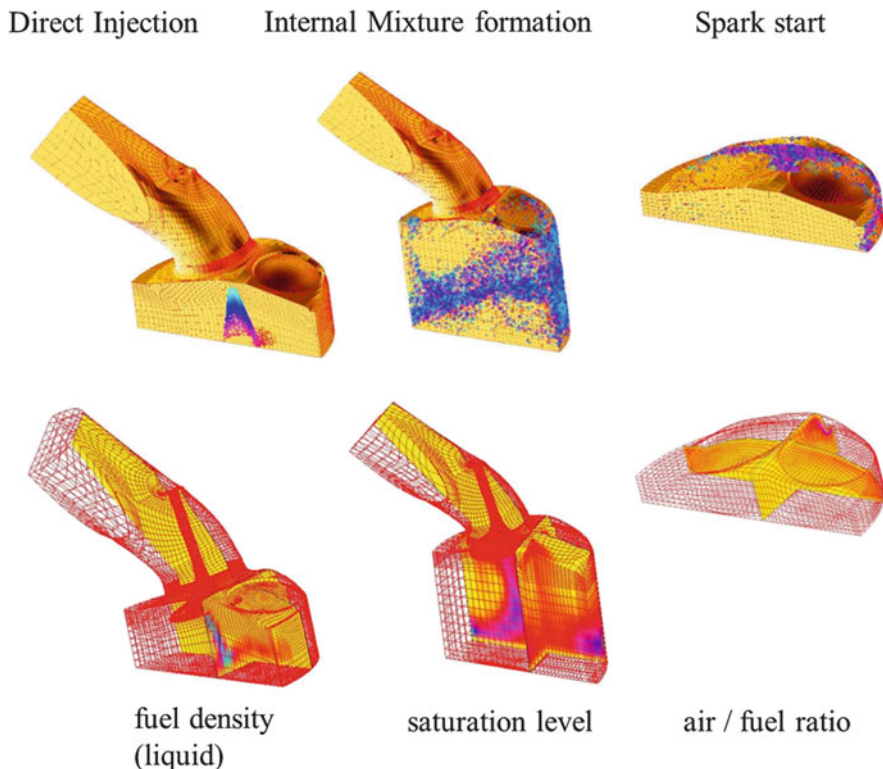 Direct Injection
Internal Mixture formation
Spark start
fuel density
(liquid)
saturation level
air / fuel ratio